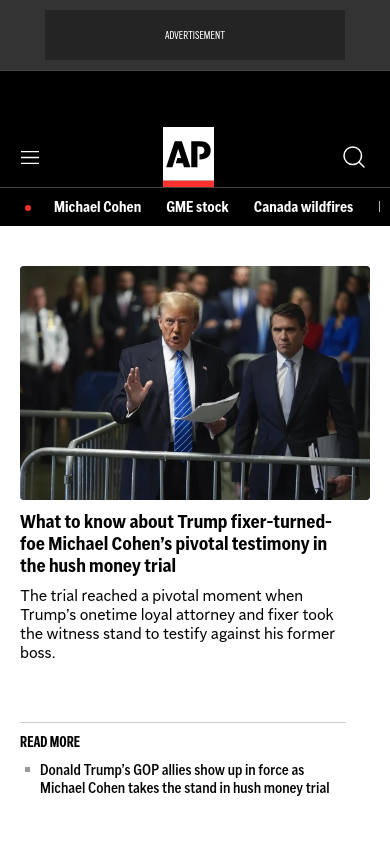 ADVERTISEMENT
AP
Michael Cohen GME stock Canada wildfires
What to know about Trump fixer-turned-
foe Michael Cohen's pivotal testimony in
the hush money trial
The trial reached a pivotal moment when
Trump's onetime loyal attorney and fixer took
the witness stand to testify against his former
boss.
READ MORE
Donald Trump's GOP allies show up in force as
Michael Cohen takes the stand in hush money trial